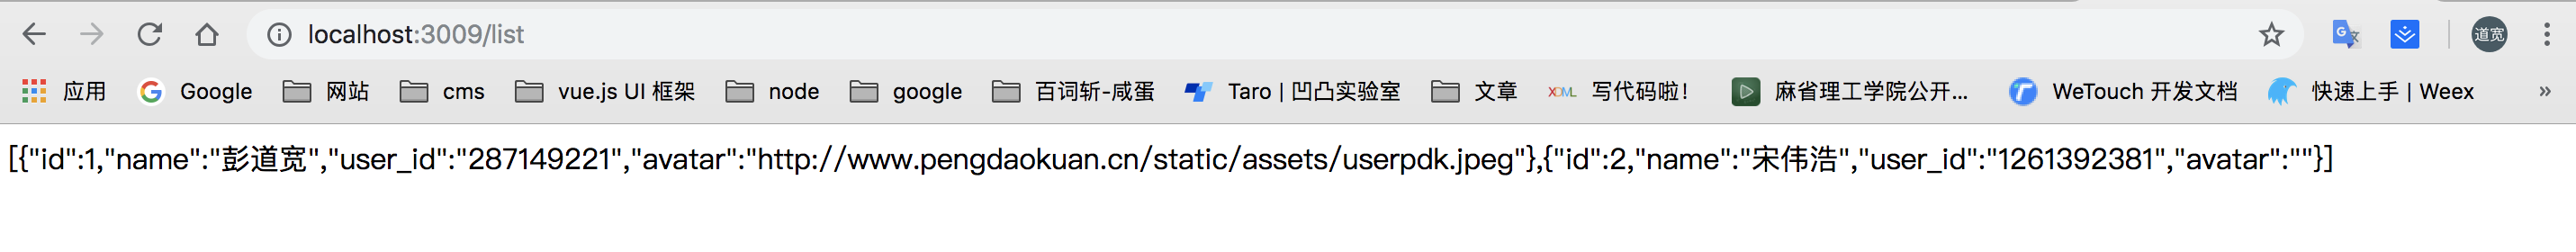 localhost:3009/list
道宽
应用 Google 网站 cms vue.js UI 框架 node google 百词斩-咸蛋 Taro | 凹凸实验室 文章 XDML 写代码啦! 麻省理工学院公开... WeTouch 开发文档 快速上手 | Weex »
[{"id":1,"name":"彭道宽","user_id":"287149221","avatar":"http://www.pengdaokuan.cn/static/assets/userpdk.jpeg"},{"id":2,"name":"宋伟浩","user_id":"1261392381","avatar":""}]